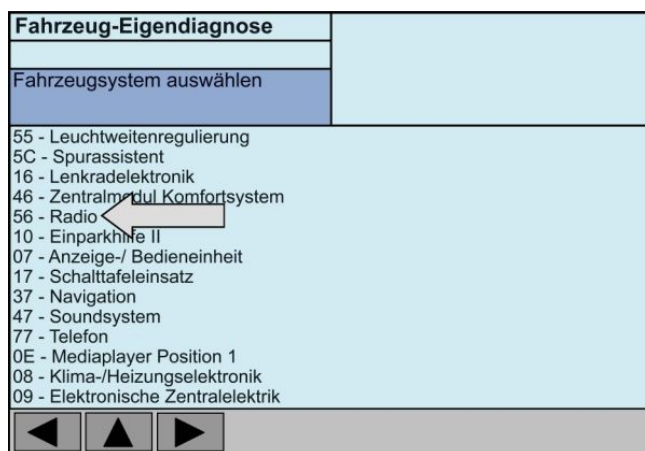 Fahrzeug-Eigendiagnose
Fahrzeugsystem auswählen
55 - Leuchtweitenregulierung
5C - Spurassistent
16 - Lenkradelektronik
46 - Zentralmodul Komfortsystem
56 - Radio
10 - Einparkhilfe II
07 - Anzeige-/ Bedieneinheit
17 - Schalttafeleinsatz
37 - Navigation
47 - Soundsystem
77 - Telefon
0E - Mediaplayer Position 1
08 - Klima-/Heizungselektronik
09 - Elektronische Zentralelektrik